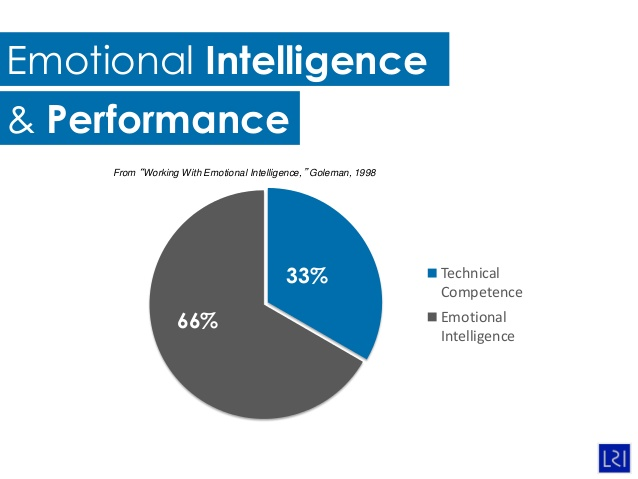 Emotional Intelligence
& Performance
From “Working With Emotional Intelligence, ” Goleman, 1998
33%
66%
Technical
Competence
Emotional
Intelligence
LRI